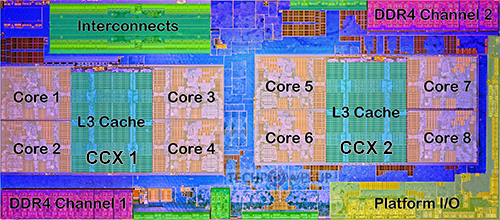 Interconnects
DDR4 Channel 2
Core 1
Core 3
L3 Cache
Core 2
CCX 1
Core 4
Core 5
Core 7
L3 Cache
Core 6
CCX 2
Core 8
TECHPOWERUP
DDR4 Channel 1
Platform I/O